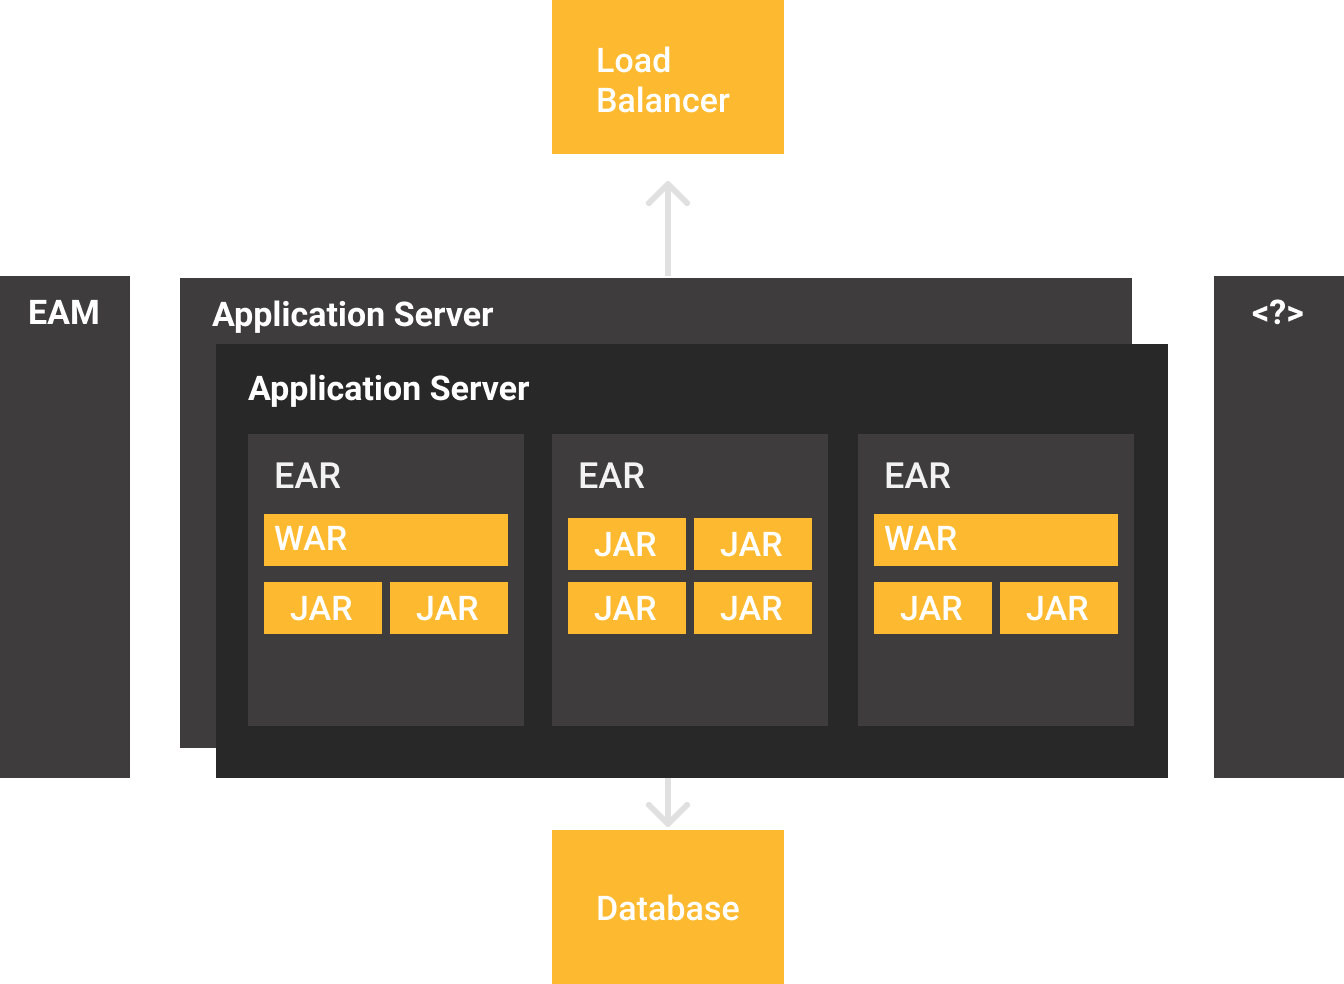 Load
Balancer
EAM
Application Server
<?>
Application Server
EAR
EAR
EAR
WAR
JAR JAR
WAR
JAR JAR
JAR JAR
JAR JAR
Database